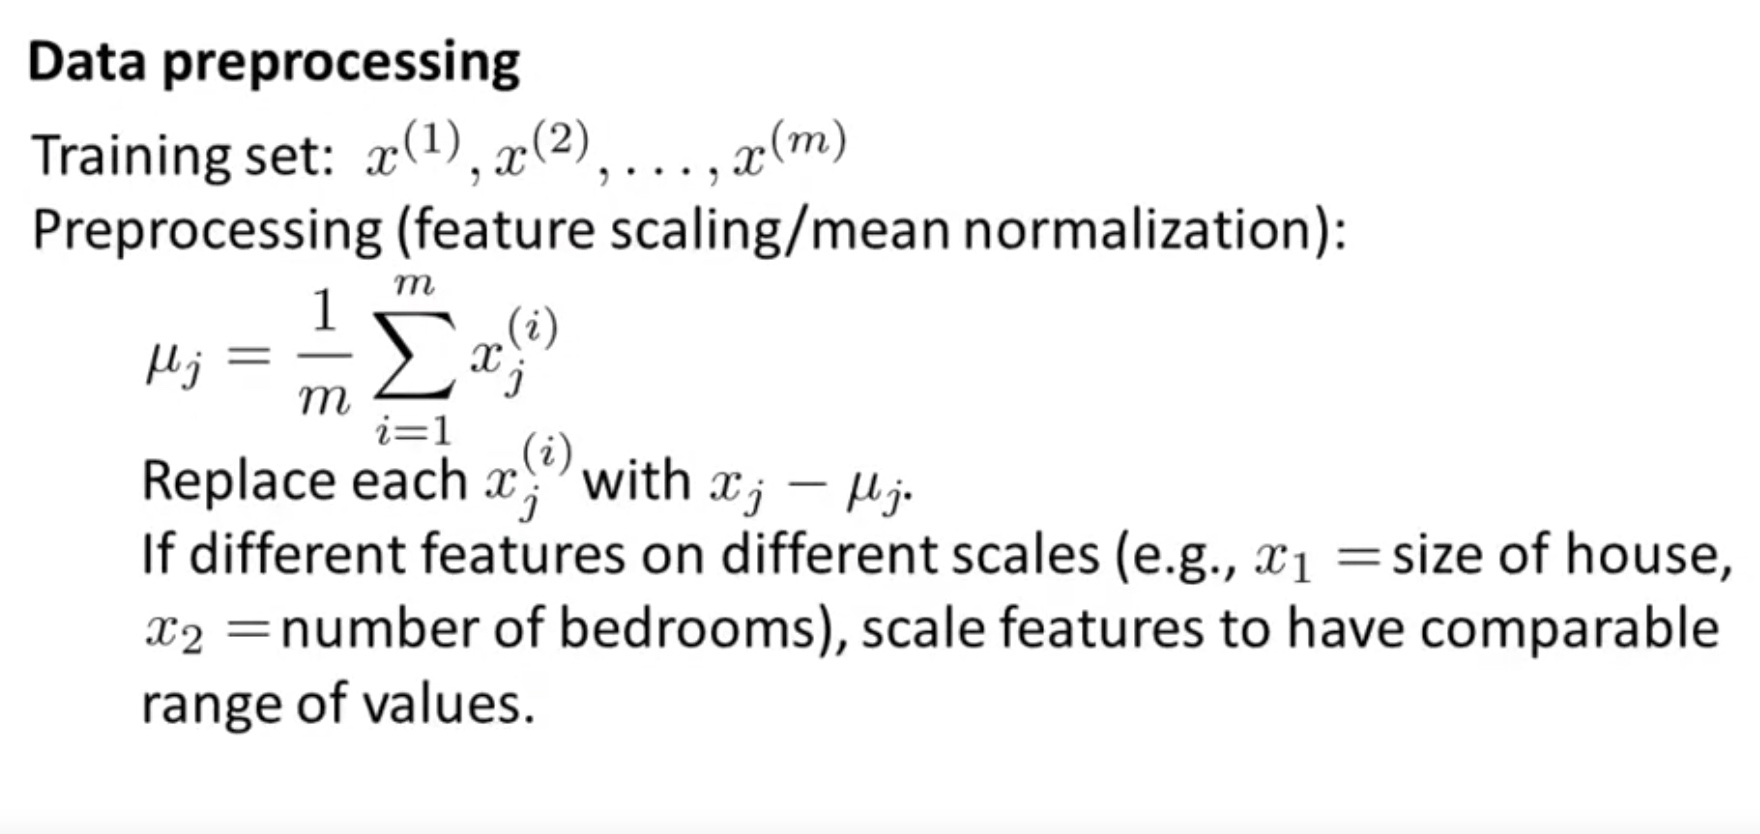 Data preprocessing
Training set: x^{(1)}, x^{(2)}, . . . , x^{(m)}
Preprocessing (feature scaling/mean normalization):
\mu_j = \frac{1}{m} \sum_{i=1}^{m} x_j^{(i)}
Replace each x_j^{(i)} with x_j - \mu_j.
If different features on different scales (e.g., x_1 = size of house,
x_2 = number of bedrooms), scale features to have comparable
range of values.